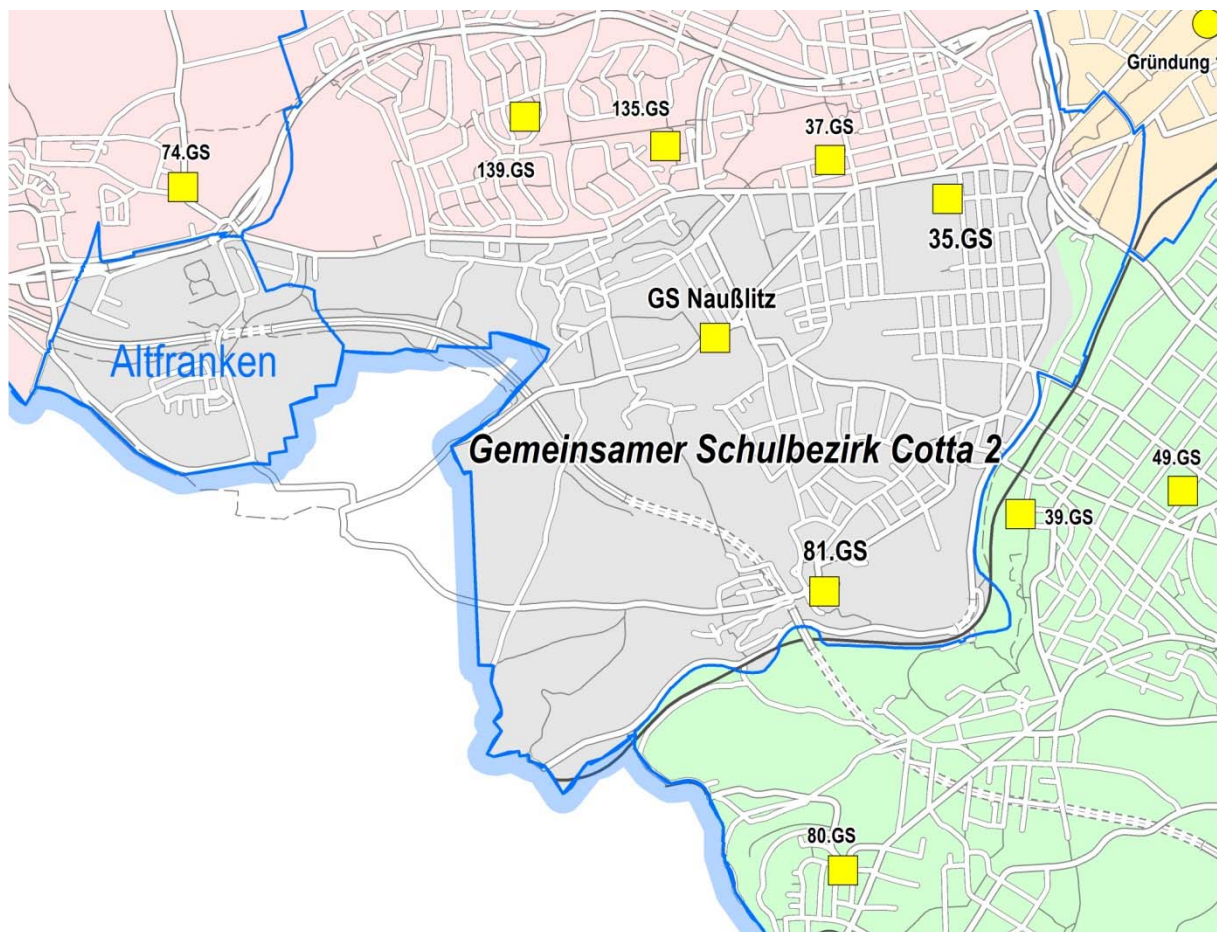 Gründung
135.GS
37.GS
74.GS
139.GS
35.GS
GS Naußlitz
Altfranken
Gemeinsamer Schulbezirk Cotta 2
49.GS
39.GS
81.GS
80.GS